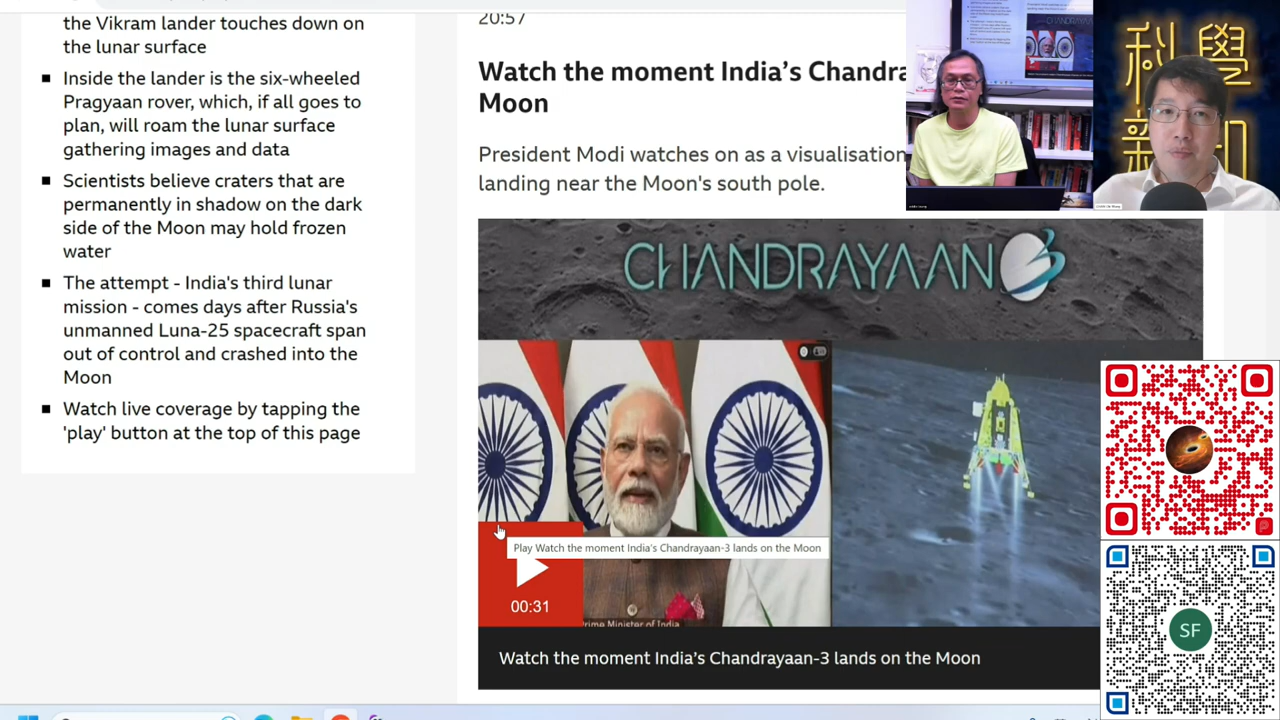 the Vikram lander touches down on
the lunar surface
Inside the lander is the six-wheeled
Pragyaan rover, which, if all goes to
plan, will roam the lunar surface
gathering images and data
Scientists believe craters that are
permanently in shadow on the dark
side of the Moon may hold frozen
water
The attempt - India's third lunar
mission - comes days after Russia's
unmanned Luna-25 spacecraft span
out of control and crashed into the
Moon
Watch live coverage by tapping the
'play' button at the top of this page
20:57
Watch the moment India's Chandra
Moon
President Modi watches on as a visualisation
landing near the Moon's south pole.
CHANDRAYAAN 3
Play Watch the moment India's Chandrayaan-3 lands on the Moon
00:31
Prime Minister of India
Watch the moment India's Chandrayaan-3 lands on the Moon
科學
新知
SF